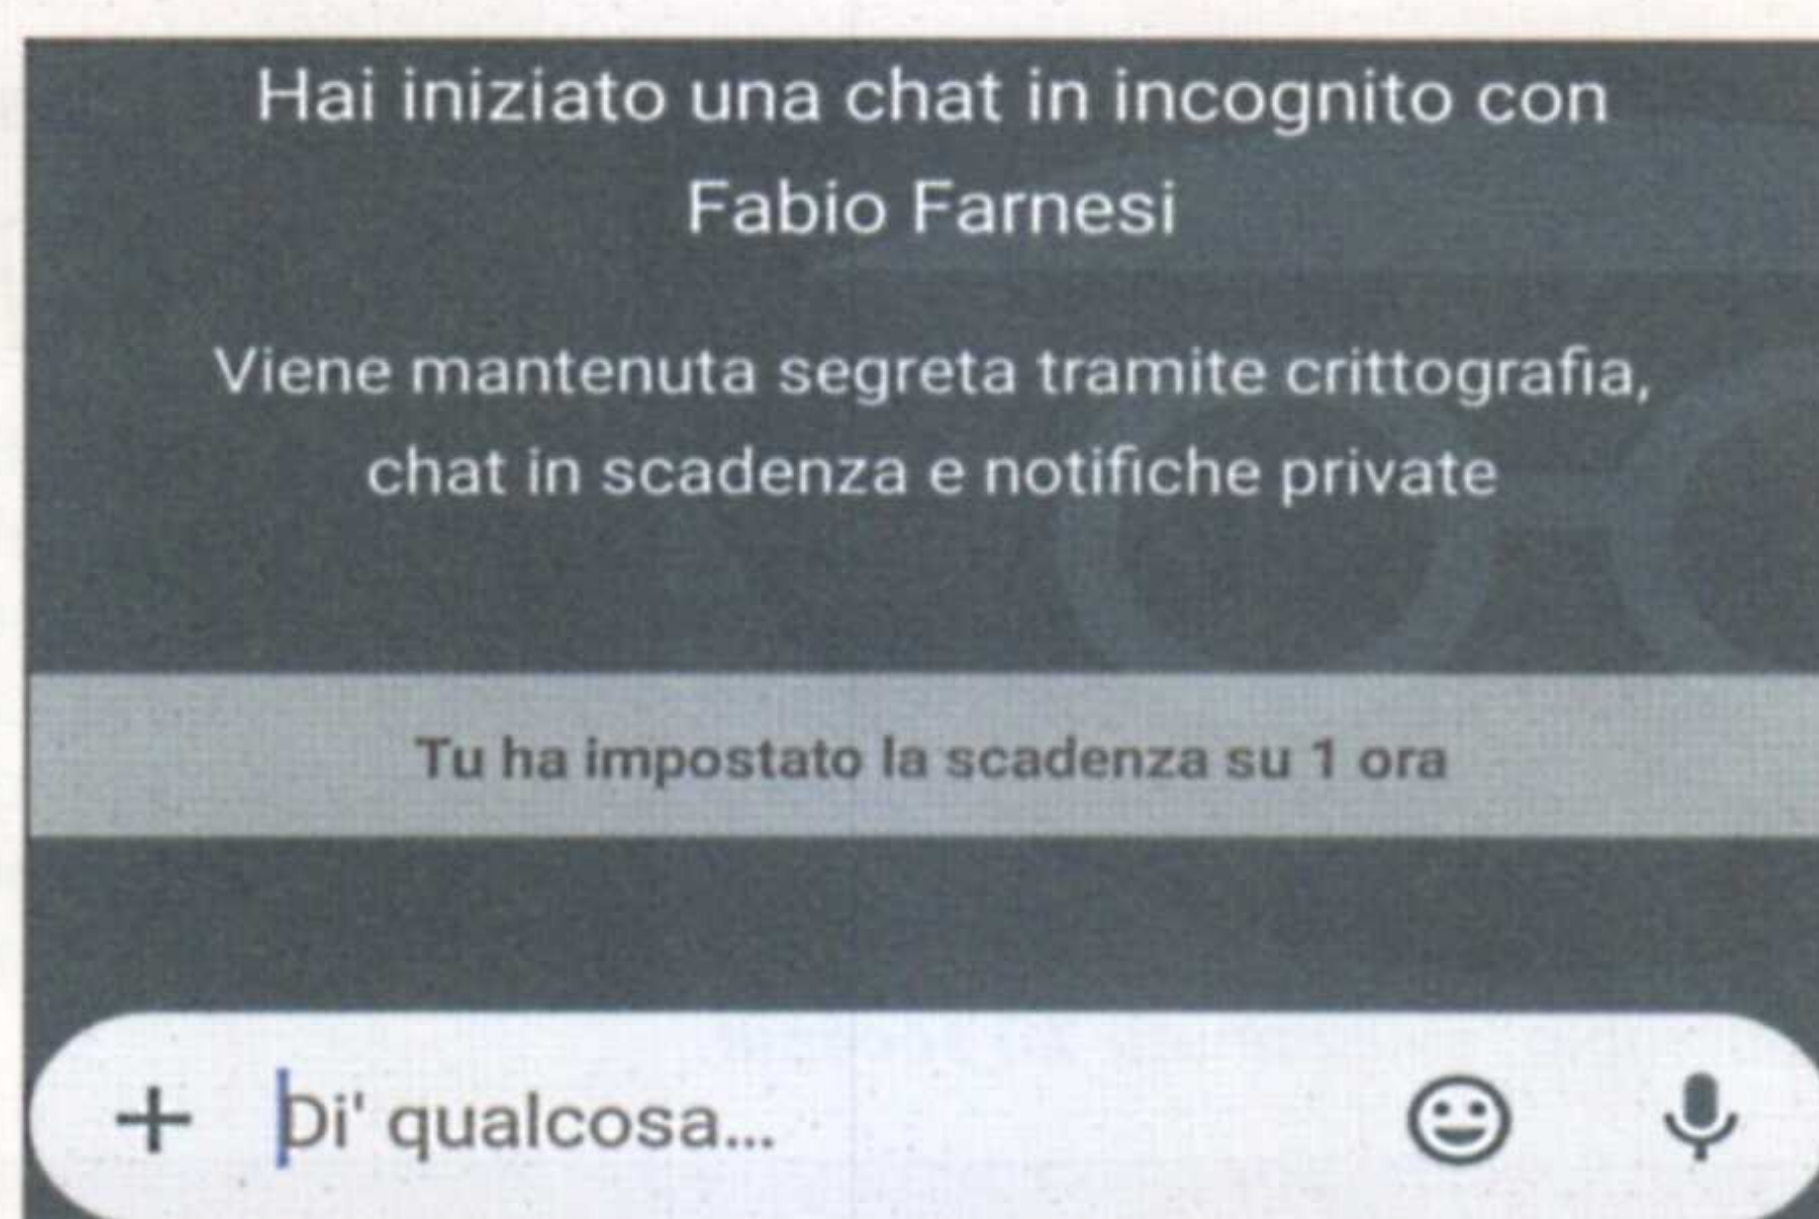 Hai iniziato una chat in incognito con
Fabio Farnesi
Viene mantenuta segreta tramite crittografia,
chat in scadenza e notifiche private
Tu ha impostato la scadenza su 1 ora
Di' qualcosa...